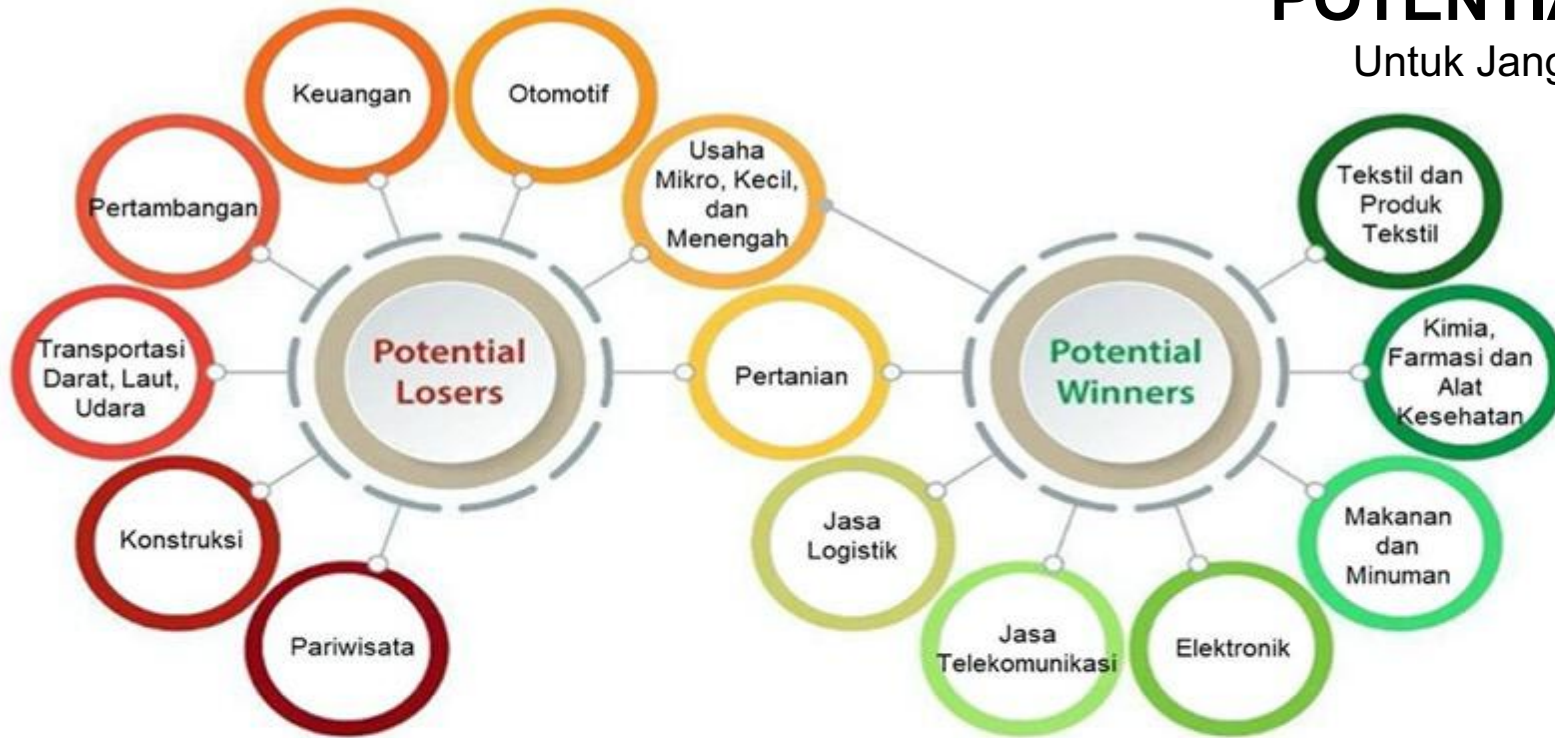 Untuk Jang
Keuangan
Otomotif
Usaha
Mikro, Kecil,
dan
Menengah
Pertambangan
Transportasi
Darat, Laut,
Udara
Potential
Losers
Konstruksi
Pariwisata
Pertanian
Potential
Winners
Tekstil dan
Produk
Tekstil
Kimia,
Farmasi dan
Alat
Kesehatan
Makanan
dan
Minuman
Elektronik
Jasa
Telekomunikasi
Jasa
Logistik